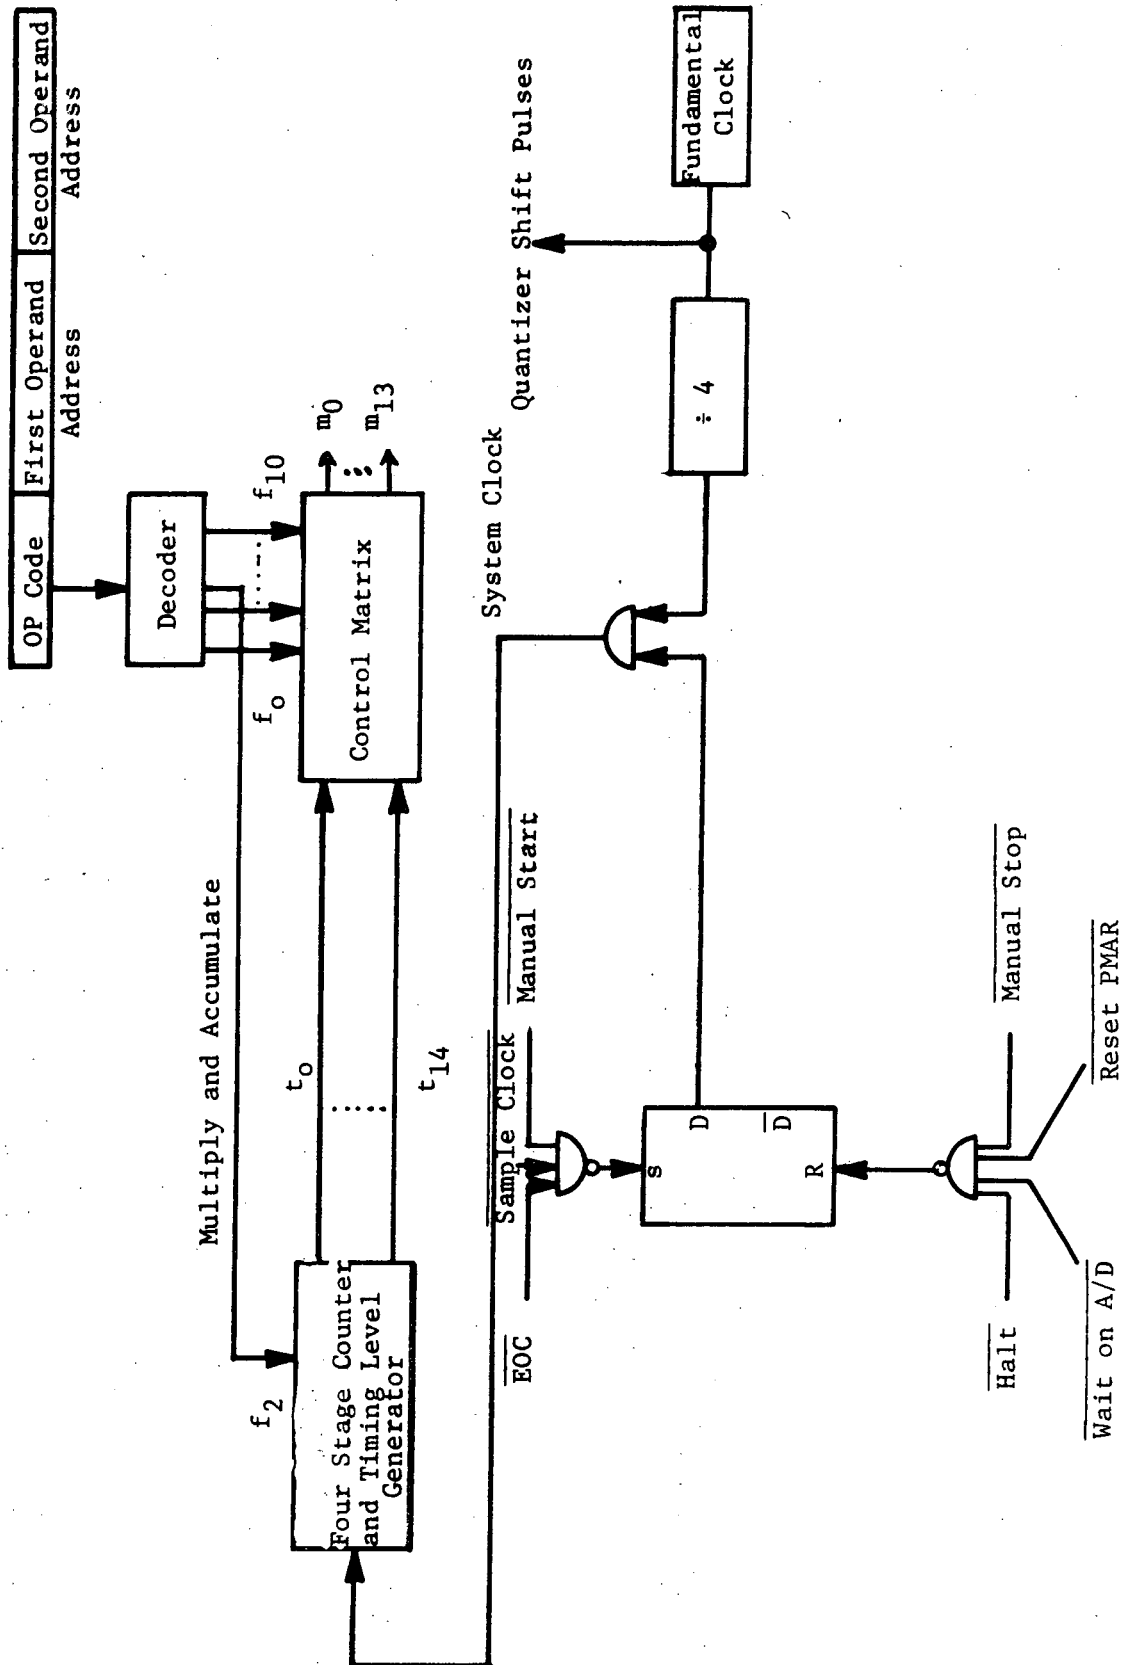 OP Code
First Operand
Second Operand
Address
Address
Decoder
Multiply and Accumulate
f2
f0
f10
Four Stage Counter
and Timing Level
Generator
t0
t14
Control Matrix
m0
m13
System Clock
Quantizer Shift Pulses
EOC
Sample Clock
Manual Start
S
D
D
R
÷ 4
Fundamental
Clock
Halt
Wait on A/D
Manual Stop
Reset PMAR